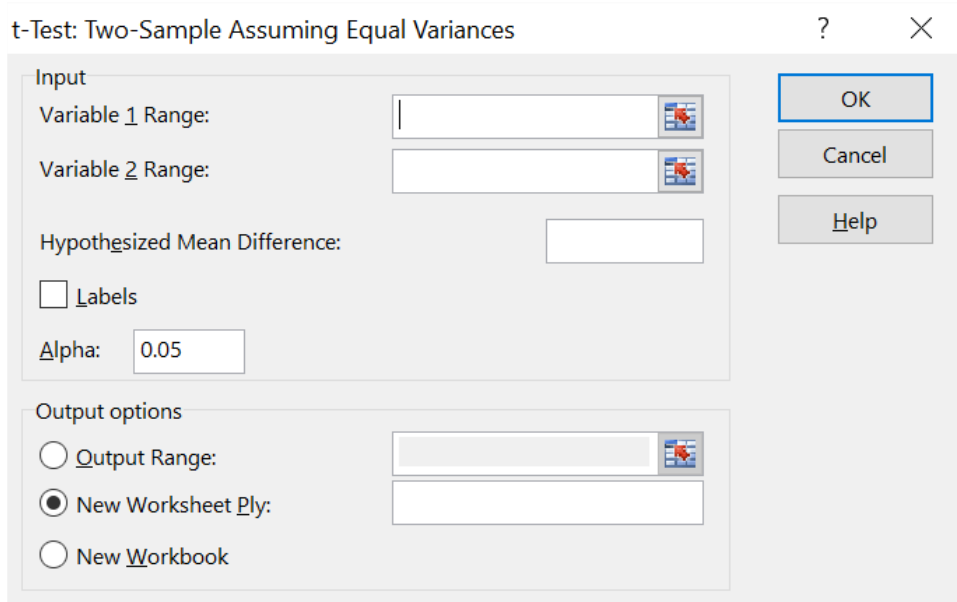 t-Test: Two-Sample Assuming Equal Variances ?
Input
Variable 1 Range:
Variable 2 Range:
Hypothesized Mean Difference:
Labels
Alpha: 0.05
OK
Cancel
Help
Output options
Output Range:
New Worksheet Ply:
New Workbook